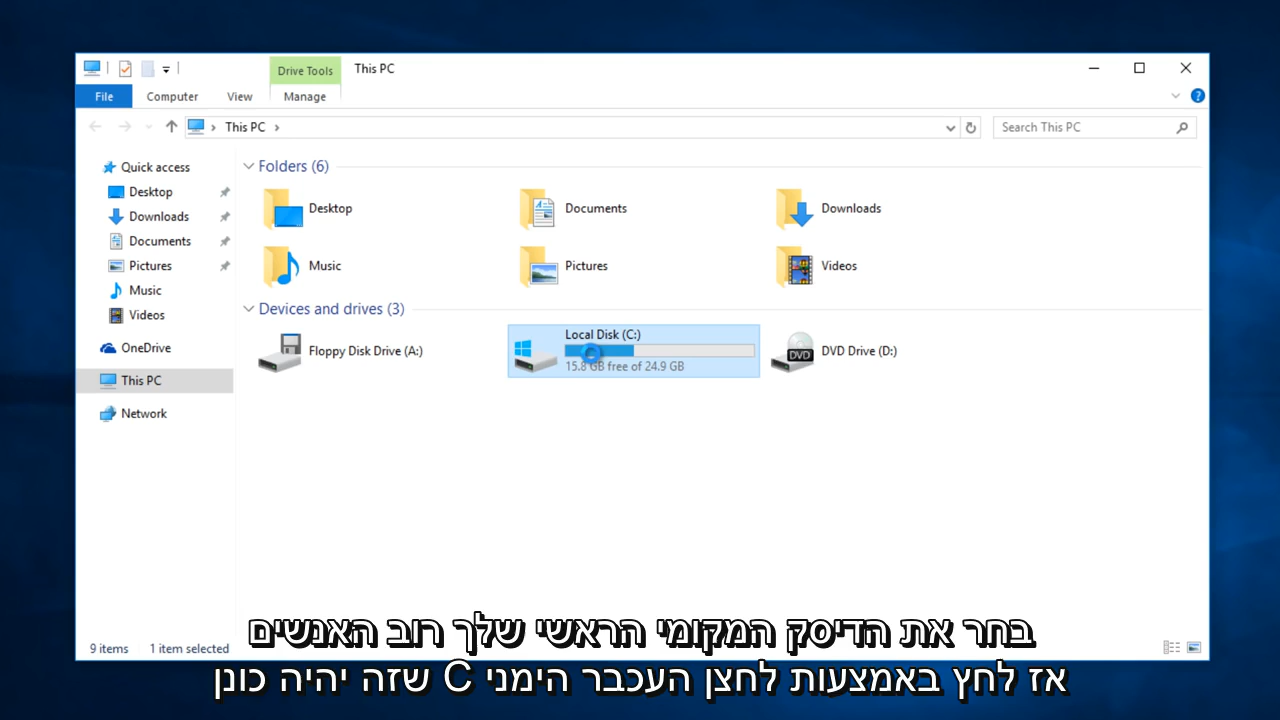 Drive Tools
This PC
File
Computer
View
Manage
This PC
Search This PC
Quick access
Desktop
Downloads
Documents
Pictures
Music
Videos
OneDrive
This PC
Network
Folders (6)
Desktop
Documents
Downloads
Music
Pictures
Videos
Devices and drives (3)
Floppy Disk Drive (A:)
Local Disk (C:)
15.8 GB free of 24.9 GB
DVD
DVD Drive (D:)
9 items
1 item selected
בחר את הדיסק המקומי הראשי שלך רוב האנשים
אז לחץ באמצעות לחצן העכבר הימני C שזה יהיה כונן